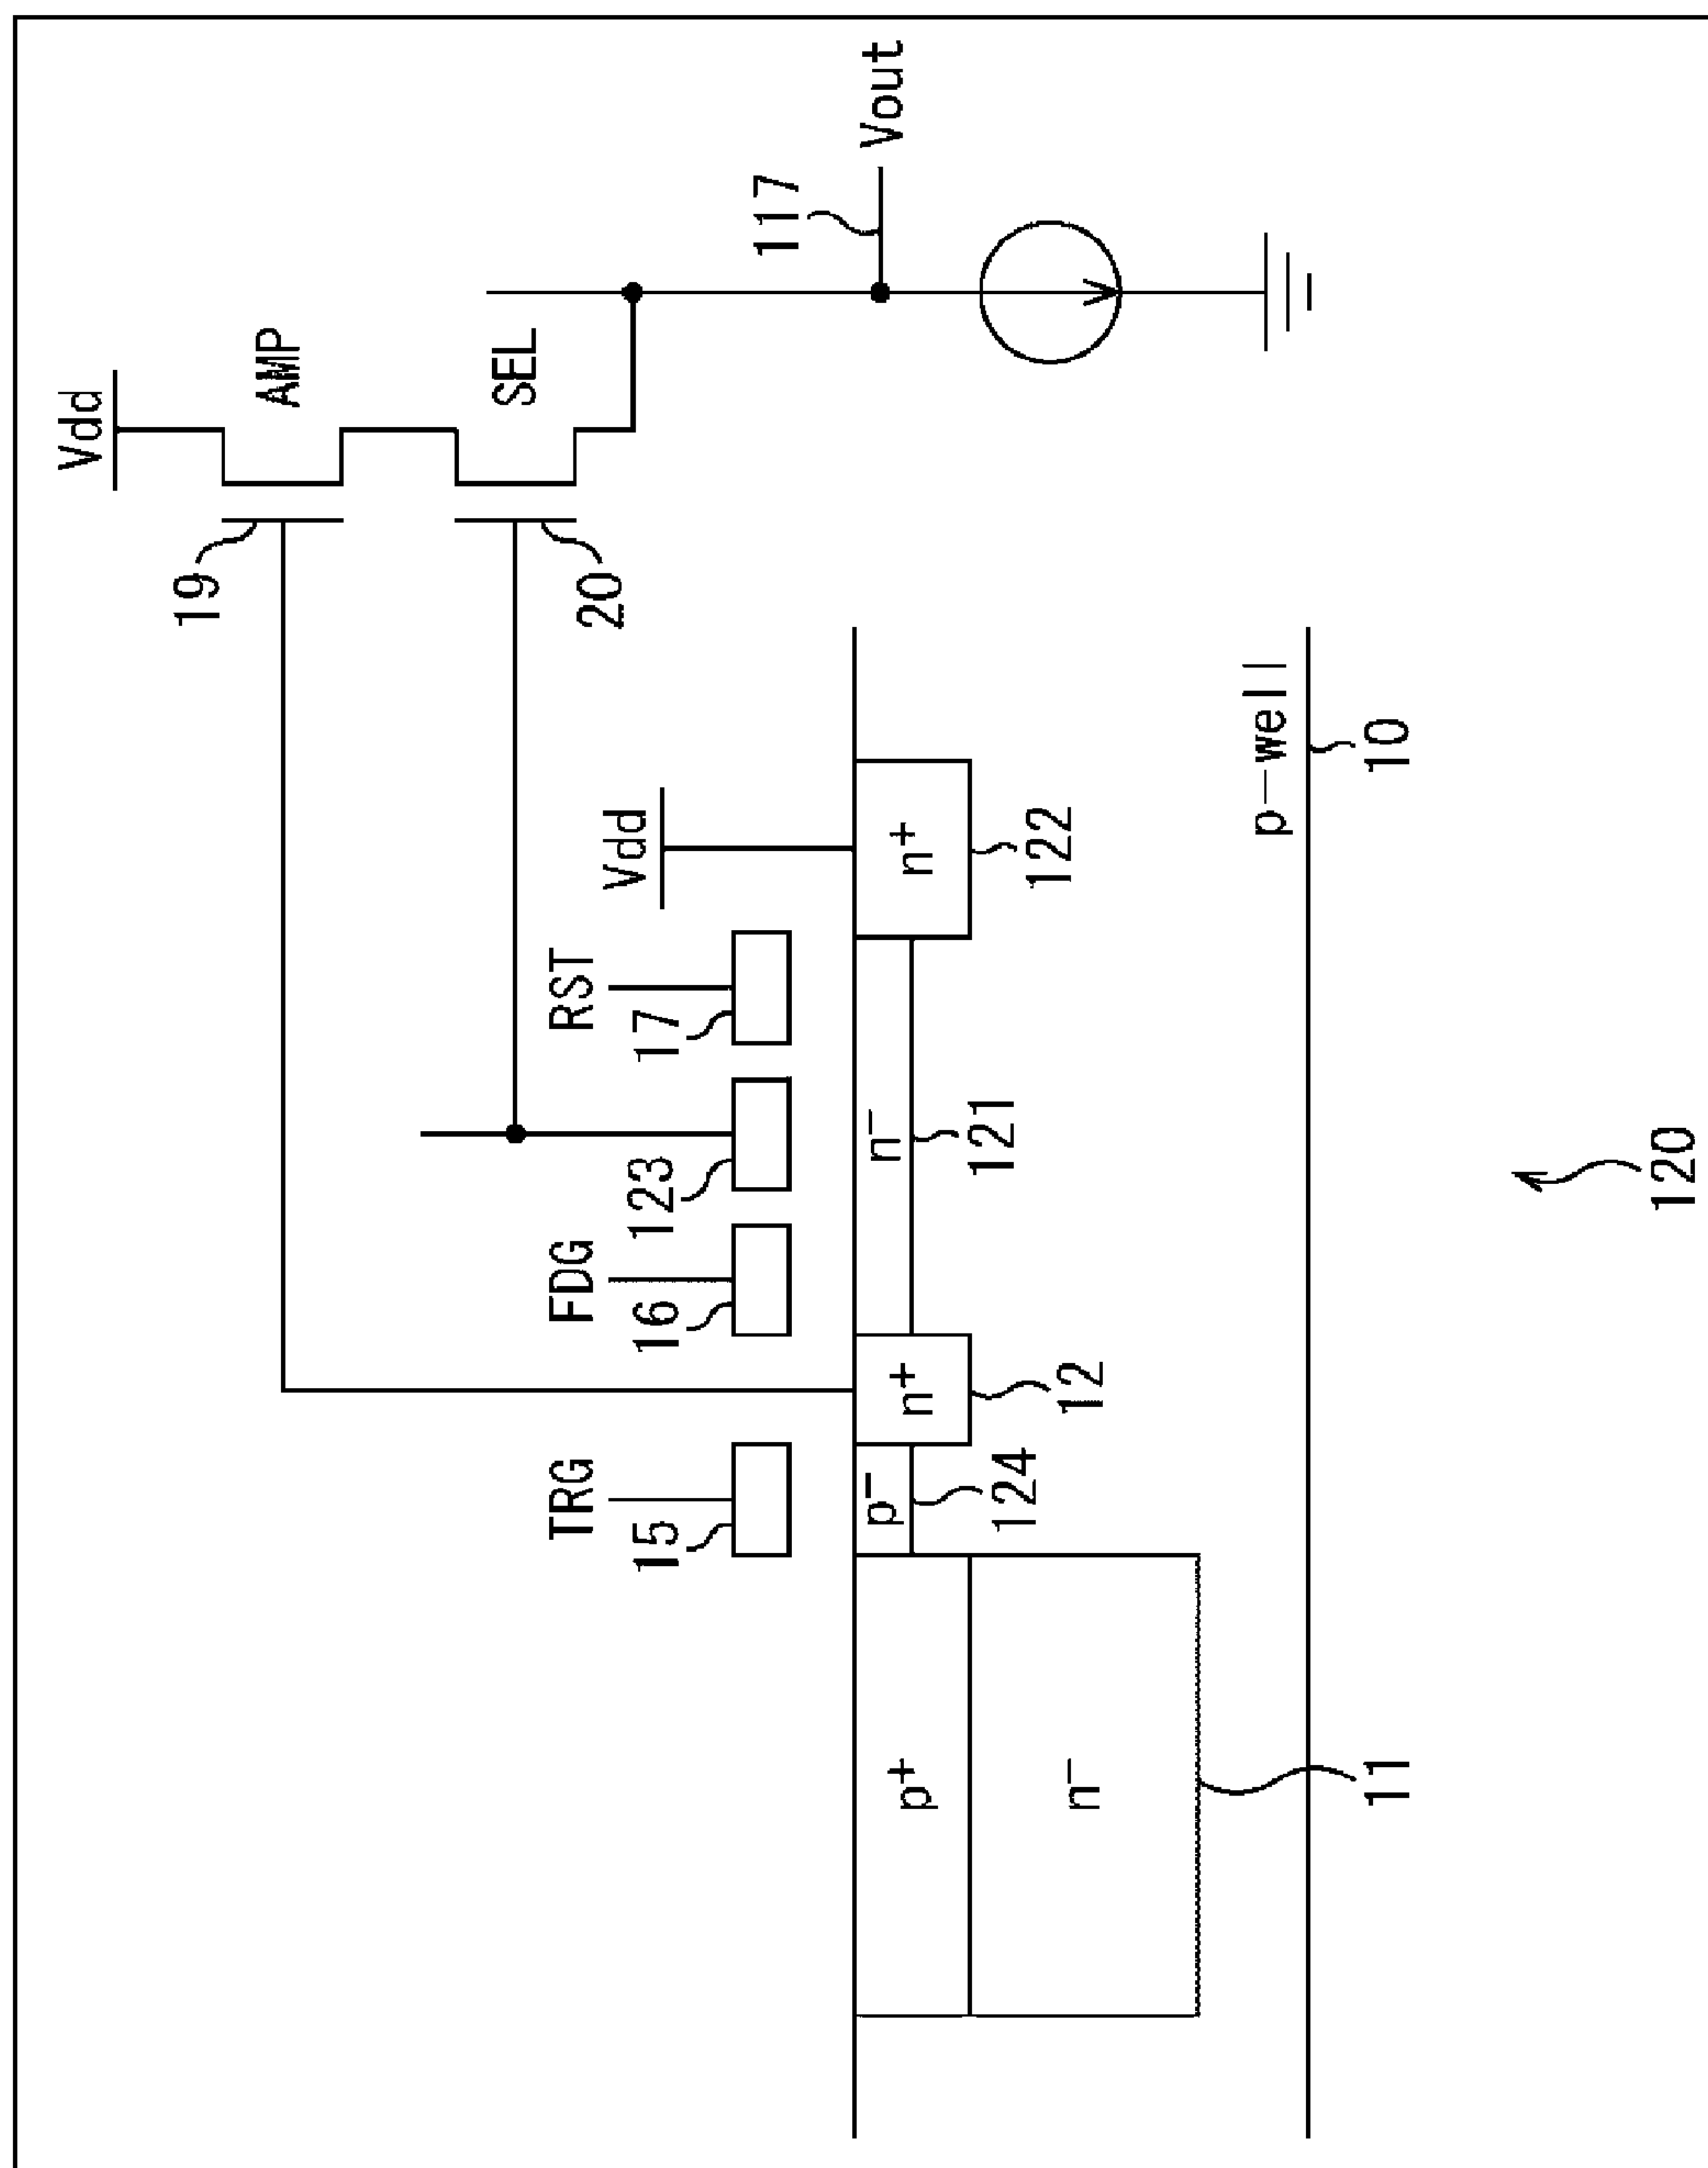 Vdd
19
AMP
SEL
TRG
FDG
RST
20
Vdd
15
16
123
17
117
Vout
p⁺
p⁻
n⁺
n⁻
n⁺
124
12
121
122
n⁻
p-well
11
10
120